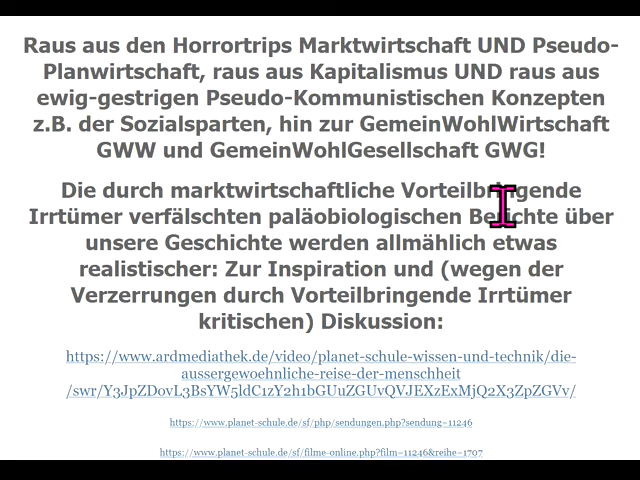 Raus aus den Horrortrips Marktwirtschaft UND Pseudo-
Planwirtschaft, raus aus Kapitalismus UND raus aus
ewig-gestrigen Pseudo-Kommunistischen Konzepten
z.B. der Sozialsparten, hin zur GemeinWohlWirtschaft
GWW und GemeinWohlGesellschaft GWG!
Die durch marktwirtschaftliche Vorteilbringende
Irrtümer verfälschten paläobiologischen Berichte über
unsere Geschichte werden allmählich etwas
realistischer: Zur Inspiration und (wegen der
Verzerrungen durch Vorteilbringende Irrtümer
kritischen) Diskussion:
https://www.ardmediathek.de/video/planet-schule-wissen-und-technik/die-
aussergewoehnliche-reise-der-menschheit
/swr/Y3JpZDovL3BsYW5ldC1zY2h1bGUuZGUvQVJEXzExMjQ2X3ZpZGVv/
https://www.planet-schule.de/sf/php/sendungen.php?sendung=11246
https://www.planet-schule.de/sf/filme-online.php?film=11246&reihe=1707